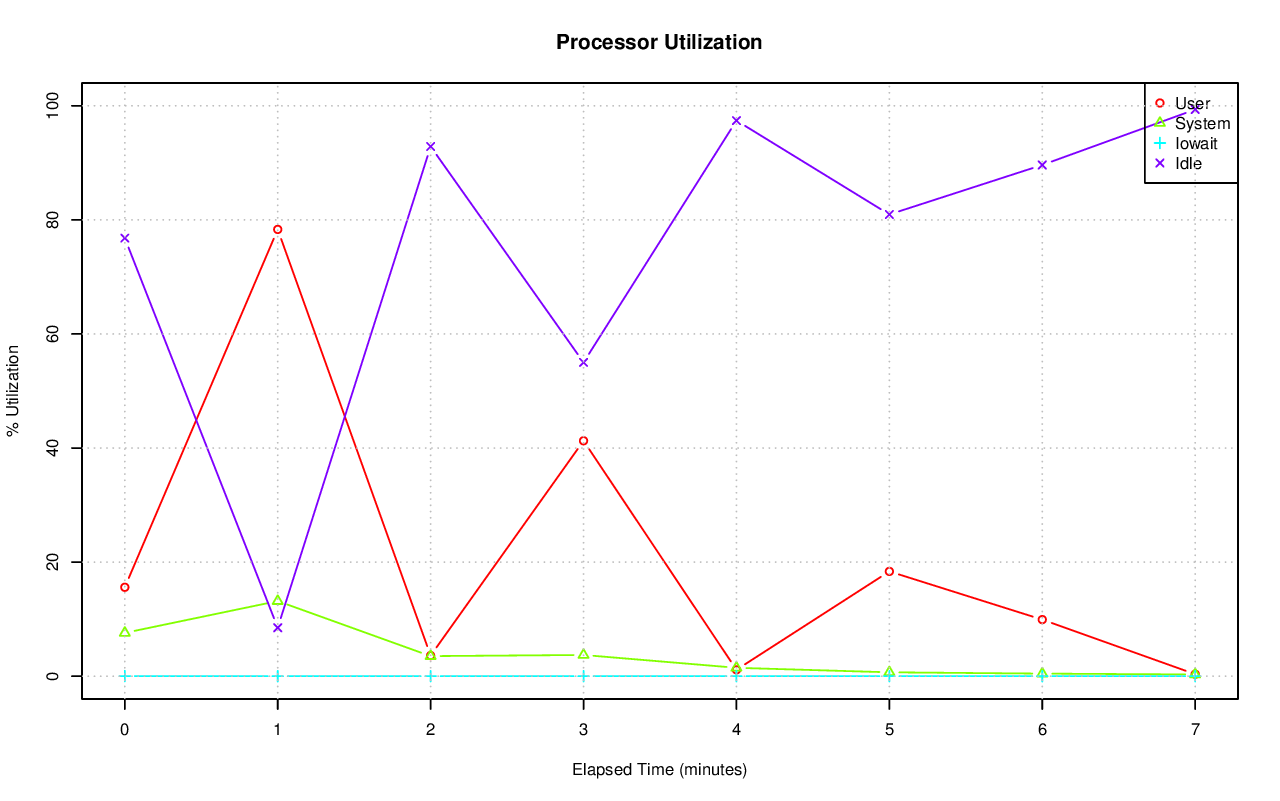 Processor Utilization
% Utilization
100
80
60
40
20
0
User
System
Iowait
Idle
0 1 2 3 4 5 6 7
Elapsed Time (minutes)